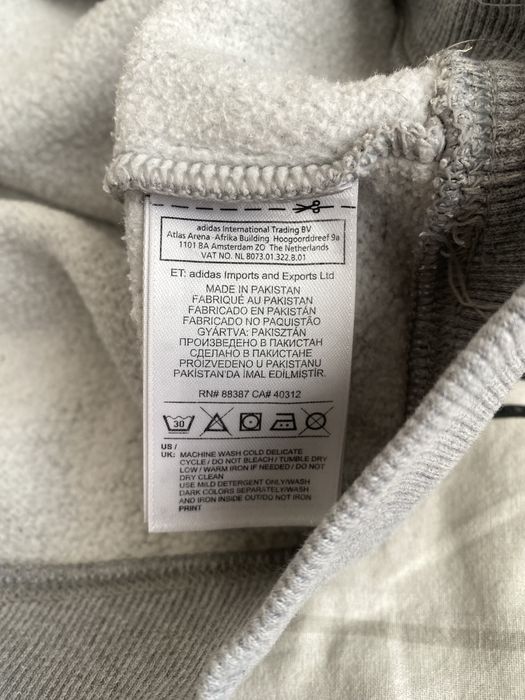 adidas International Trading BV
Atlas Arena - Afrika Building Hoogoorddreef 9a
1101 BA Amsterdam ZO The Netherlands
VAT NO. NL 8073.01.322.B.01
ET: adidas Imports and Exports Ltd
MADE IN PAKISTAN
FABRIQUÉ AU PAKISTAN
FABRICADO EN PAKISTÁN
FABRICADO NO PAQUISTÃO
GYÁRTVA: PAKISZTÁN
ПРОИЗВЕДЕНО В ПАКИСТАН
СДЕЛАНО В ПАКИСТАНЕ
PROIZVEDENO U PAKISTANU
PAKİSTAN'DA İMAL EDİLMİŞTİR.
RN# 88387 CA# 40312
30
US /
UK: MACHINE WASH COLD DELICATE
CYCLE / DO NOT BLEACH / TUMBLE DRY
LOW / WARM IRON IF NEEDED / DO NOT
DRY CLEAN
USE MILD DETERGENT ONLY/WASH
DARK COLORS SEPARATELY/WASH
AND IRON INSIDE OUT/DO NOT IRON
PRINT